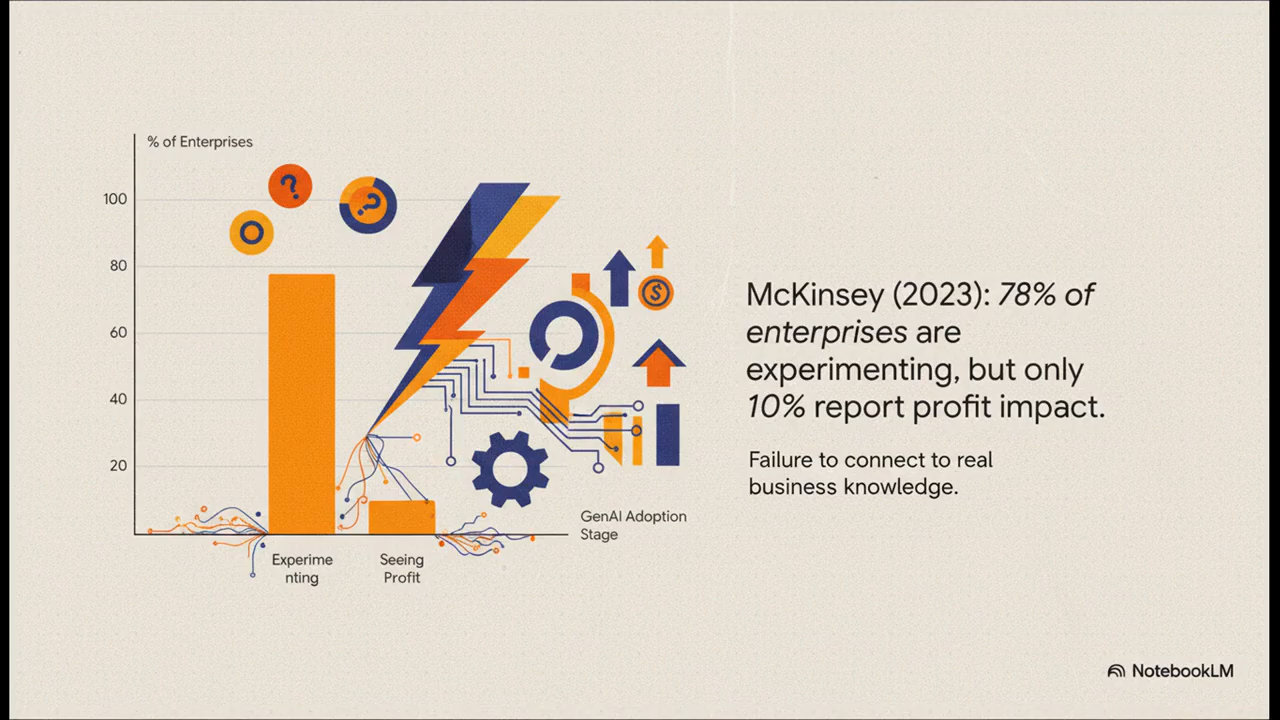 % of Enterprises
100
80
60
40
20
Experime
nting
Seeing
Profit
GenAI Adoption
Stage
?
?
$
McKinsey (2023): 78% of
enterprises are
experimenting, but only
10% report profit impact.
Failure to connect to real
business knowledge.
NotebookLM